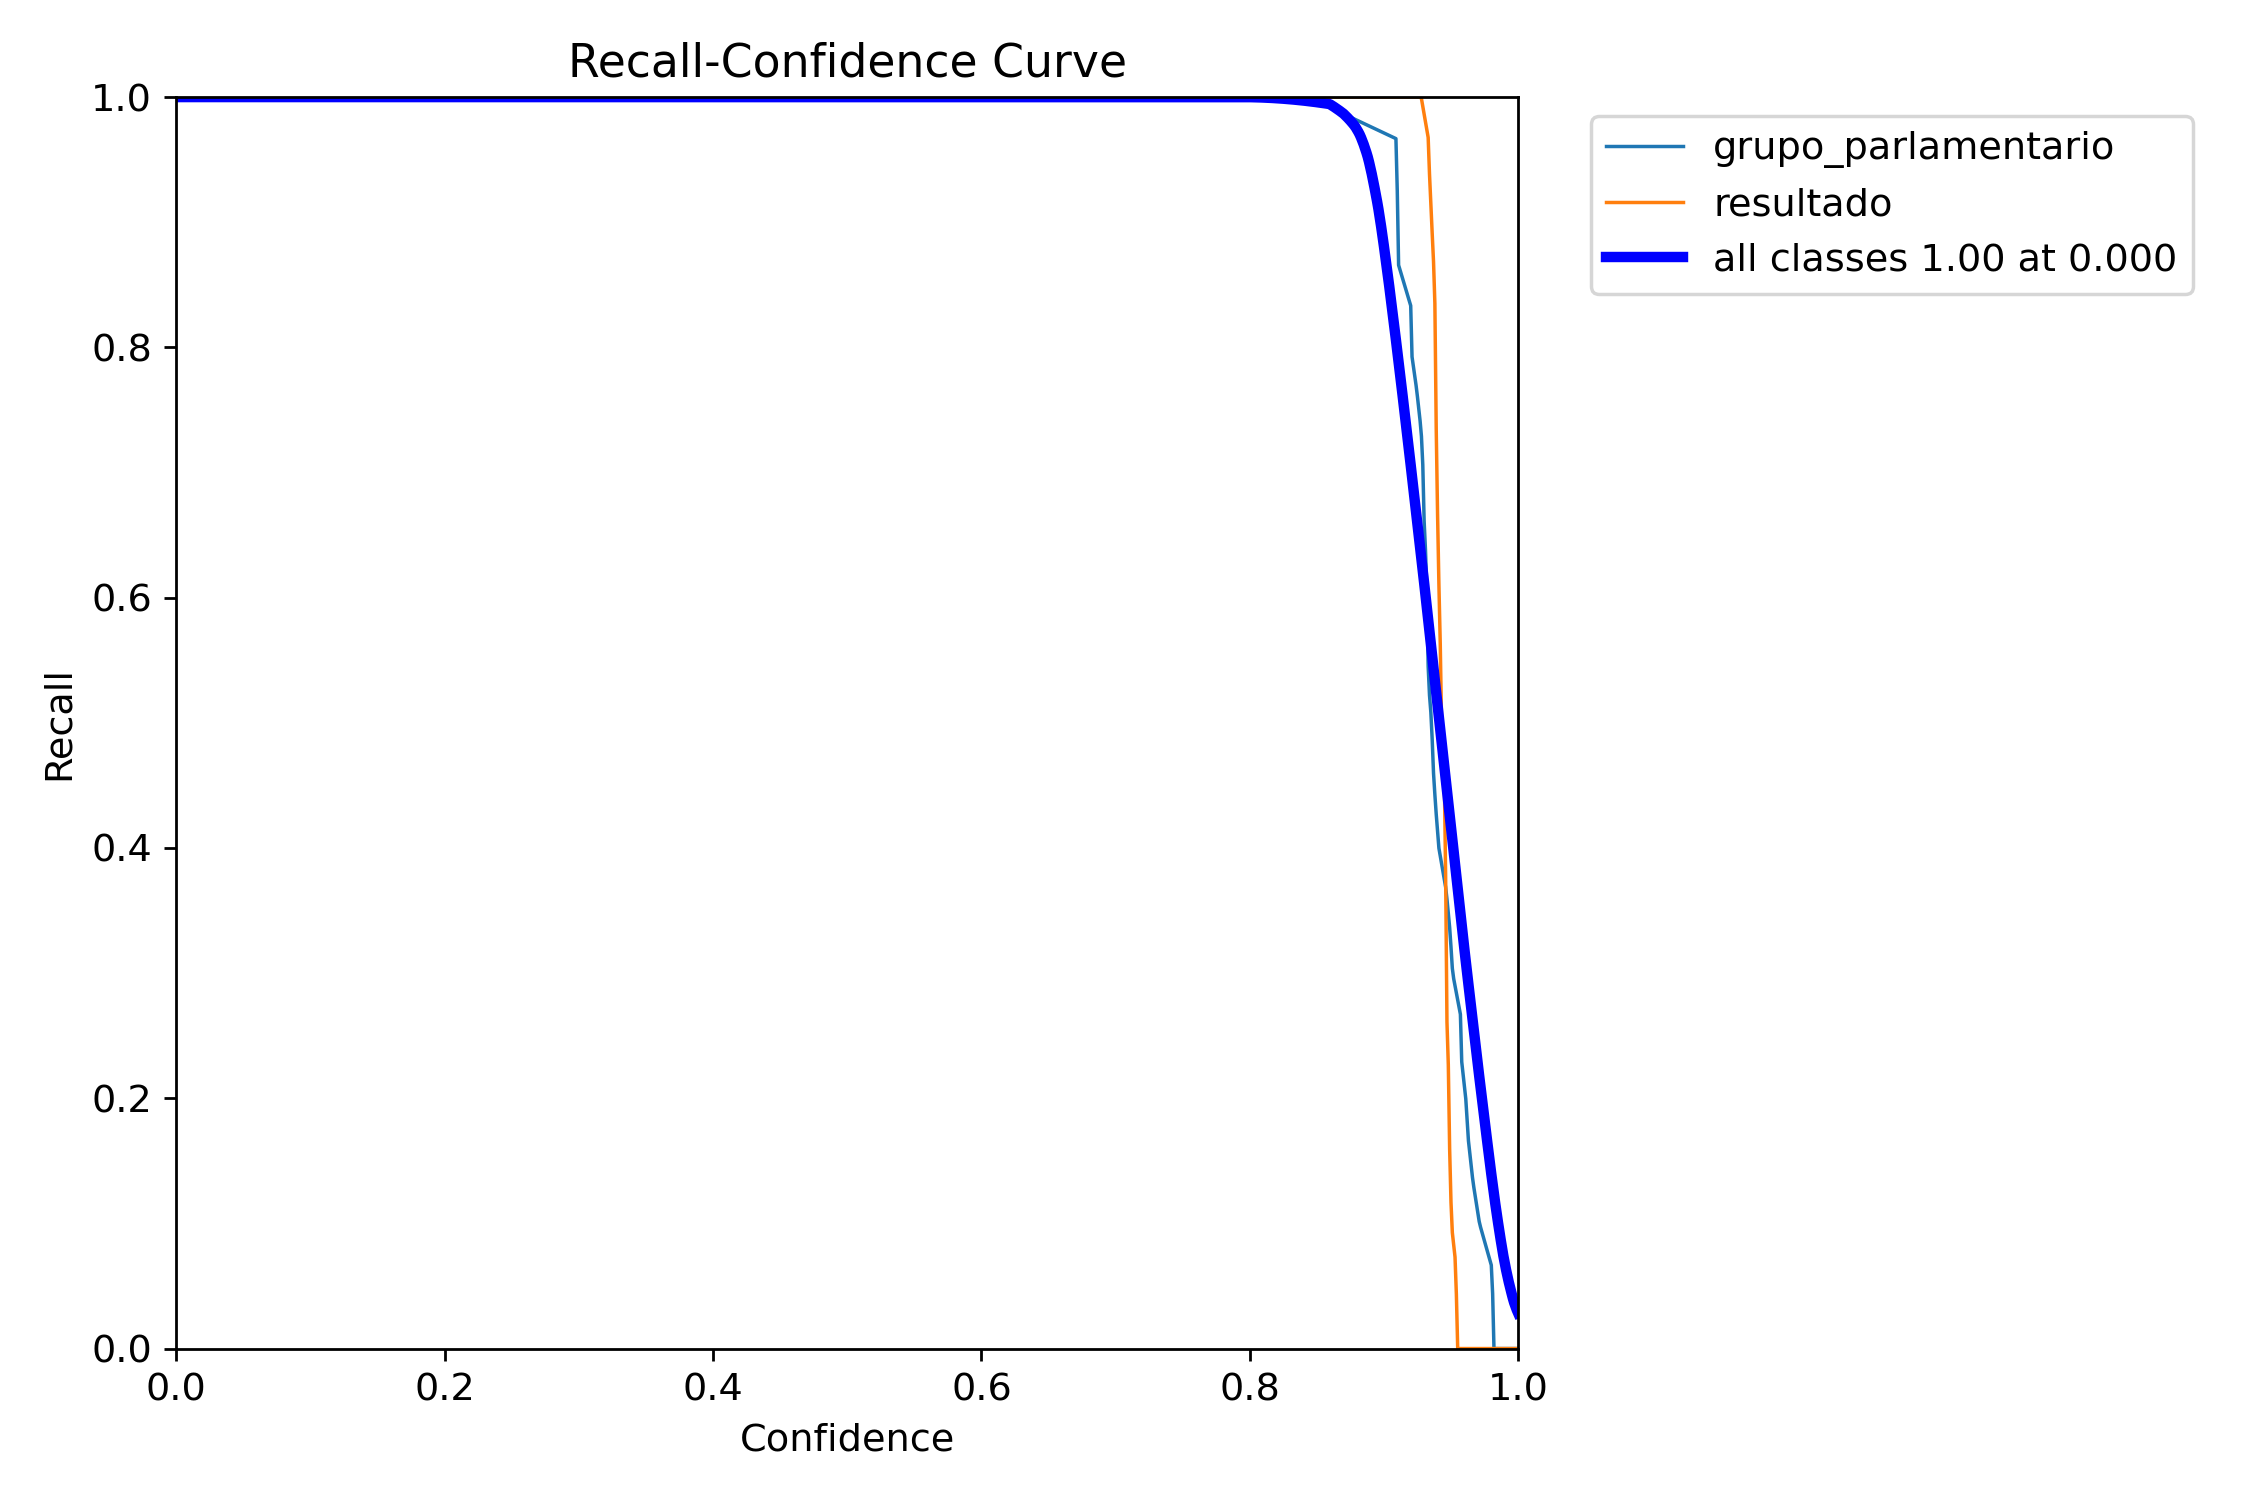 Recall-Confidence Curve
1.0
0.8
0.6
0.4
0.2
0.0
Recall
0.0 0.2 0.4 0.6 0.8 1.0
Confidence
grupo_parlamentario
resultado
all classes 1.00 at 0.000